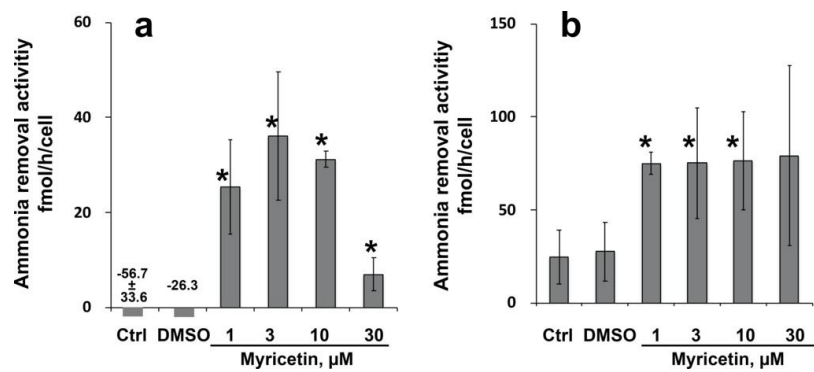 a
Ammonia removal activitiy
fmol/h/cell
60
40
20
0
-56.7
±
33.6
-26.3
*
*
*
*
Ctrl DMSO 1 3 10 30
Myricetin, µM
b
Ammonia removal activitiy
fmol/h/cell
150
100
50
0
*
*
*
Ctrl DMSO 1 3 10 30
Myricetin, µM